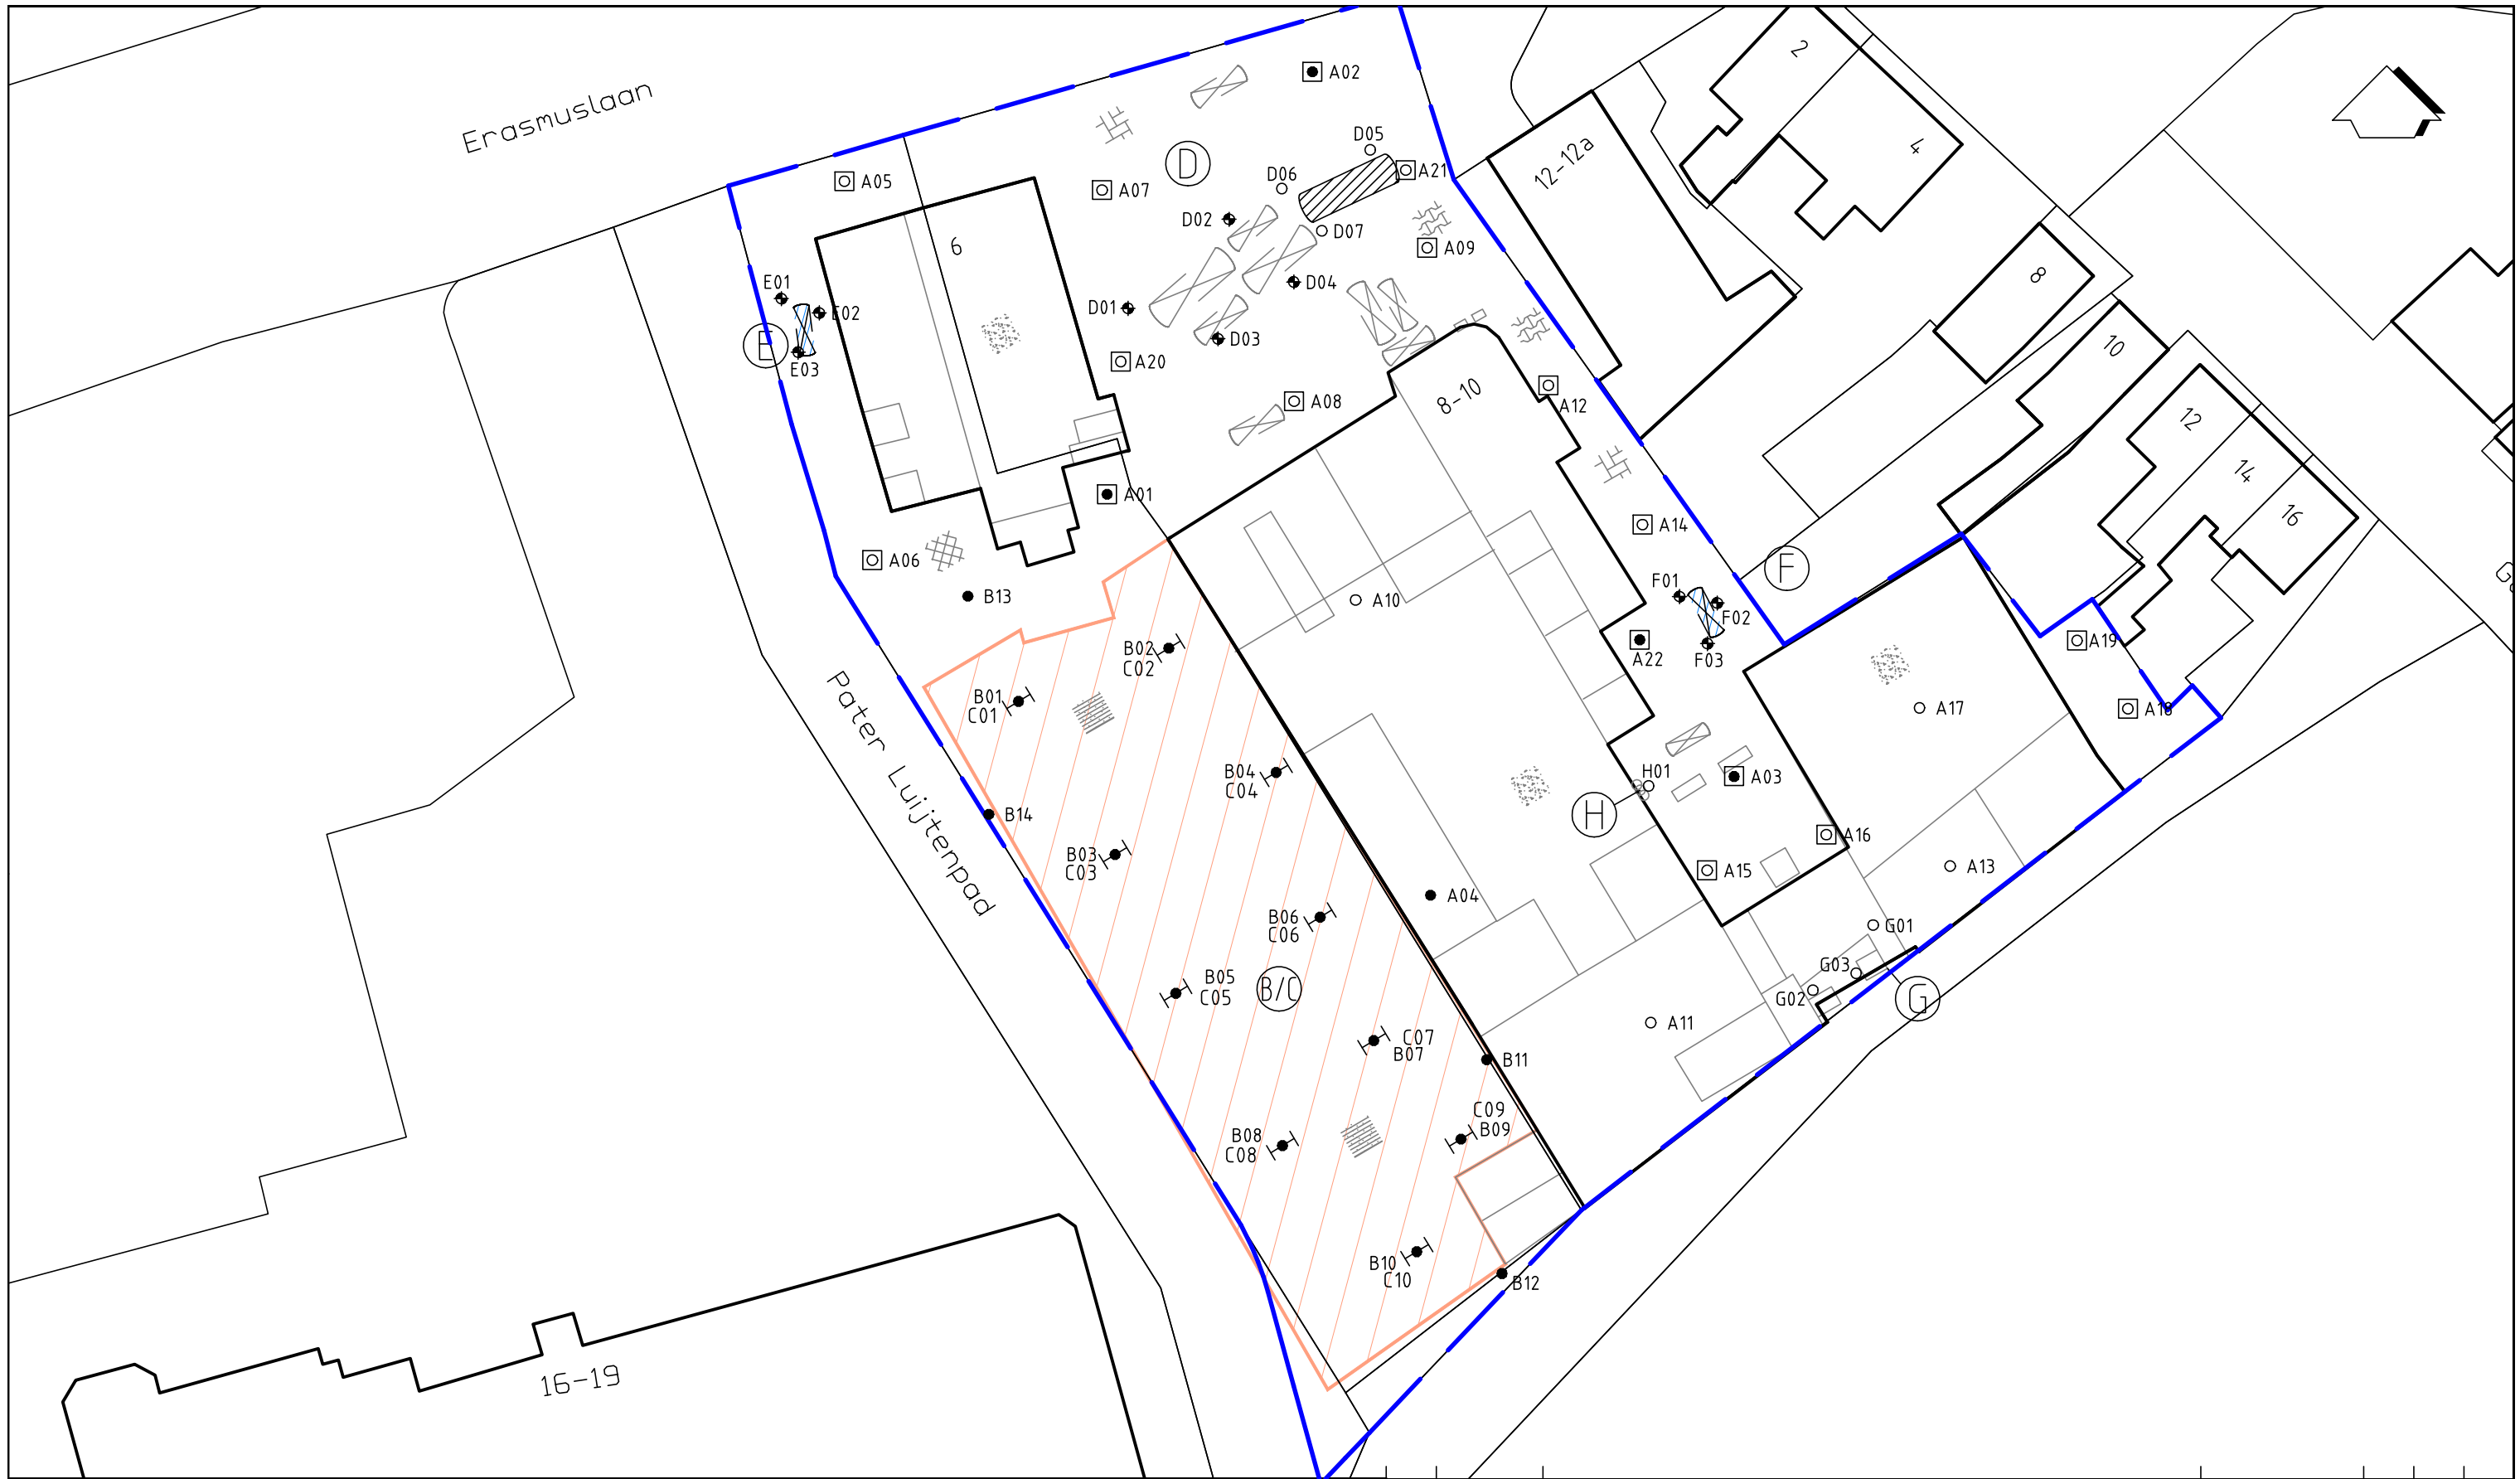 Erasmuslaan
2
4
A02
12-12a
D05
D
A05
A07
D06
A21
D02
D07
A09
6
8
E01
E02
D01
D04
10
E
E03
D03
A20
A08
8-10
A12
12
14
16
A01
A14
A06
B13
A10
F
F01
F02
A22
F03
A19
B02
C02
Pater Luijtenpad
B01
C01
A17
A18
B04
C04
H01
A03
H
B14
A16
B03
C03
A15
A13
A04
B06
C06
G01
G03
B05
C05
B/C
G02
G
A11
C07
B07
B11
C09
B09
B08
C08
B10
C10
B12
16-19